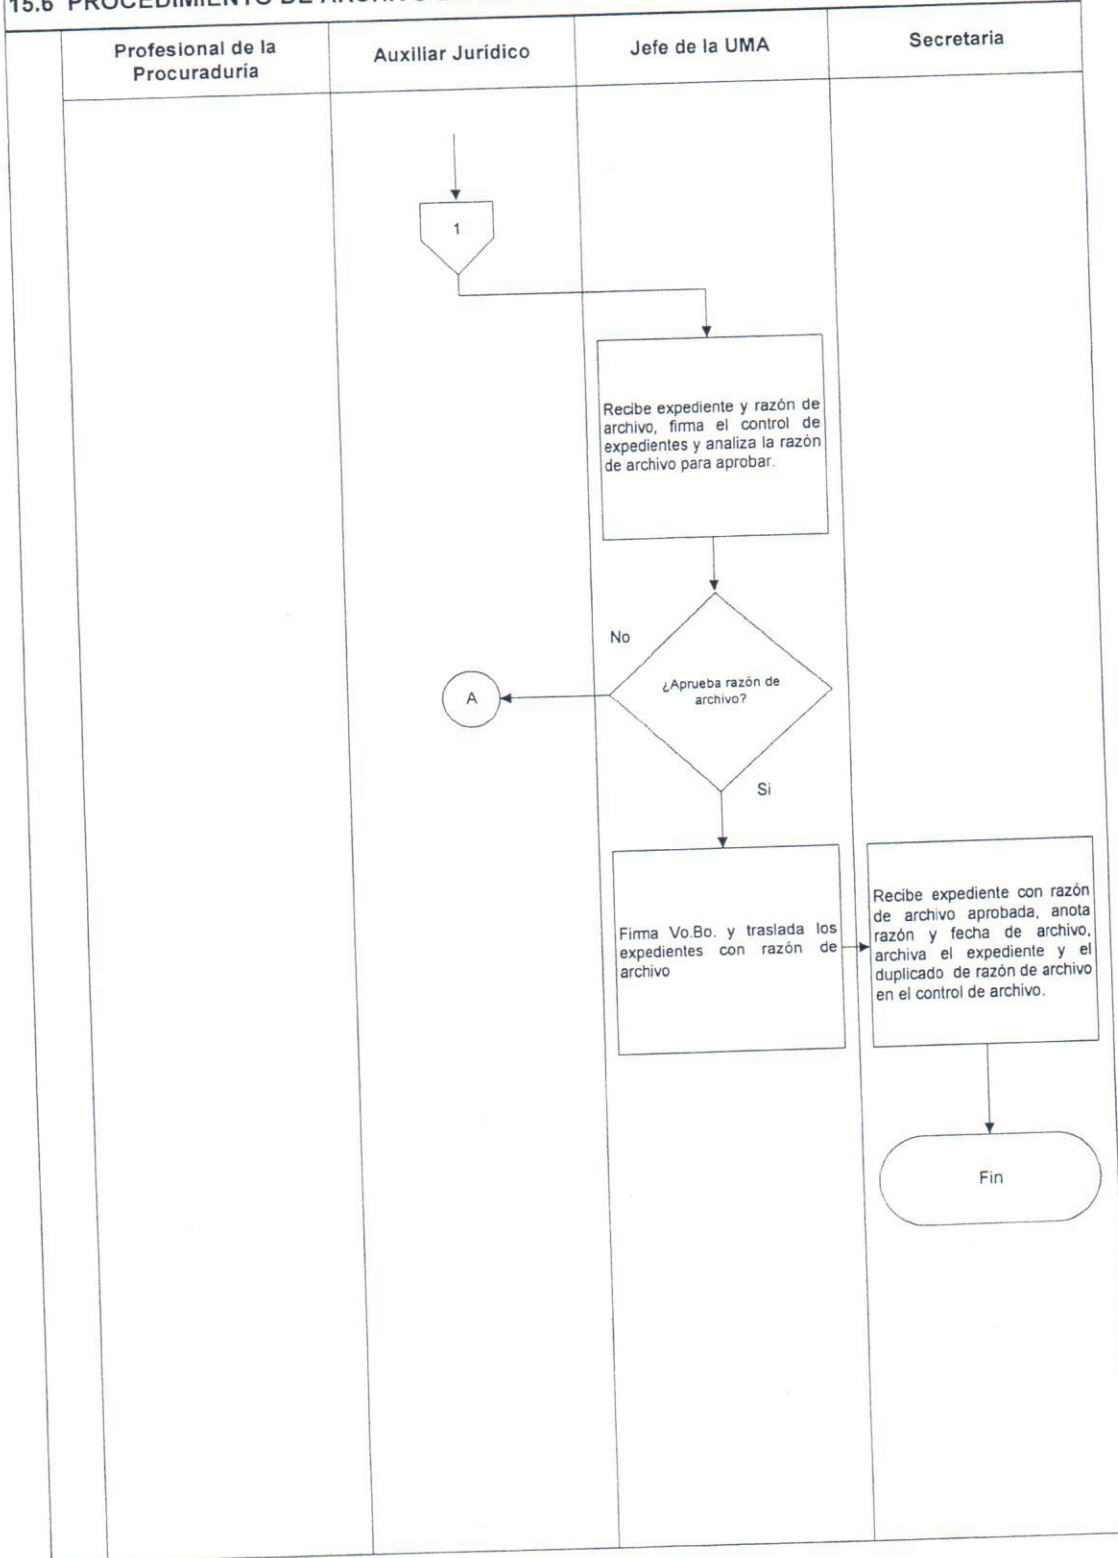 15.6 PROCEDIMIENTO DE ARCHIVO
Profesional de la
Procuraduría
Auxiliar Jurídico
Jefe de la UMA
Secretaria
1
Recibe expediente y razón de
archivo, firma el control de
expedientes y analiza la razón
de archivo para aprobar.
No
¿Aprueba razón de
archivo?
A
Si
Firma Vo.Bo. y traslada los
expedientes con razón de
archivo
Recibe expediente con razón
de archivo aprobada, anota
razón y fecha de archivo,
archiva el expediente y el
duplicado de razón de archivo
en el control de archivo.
Fin